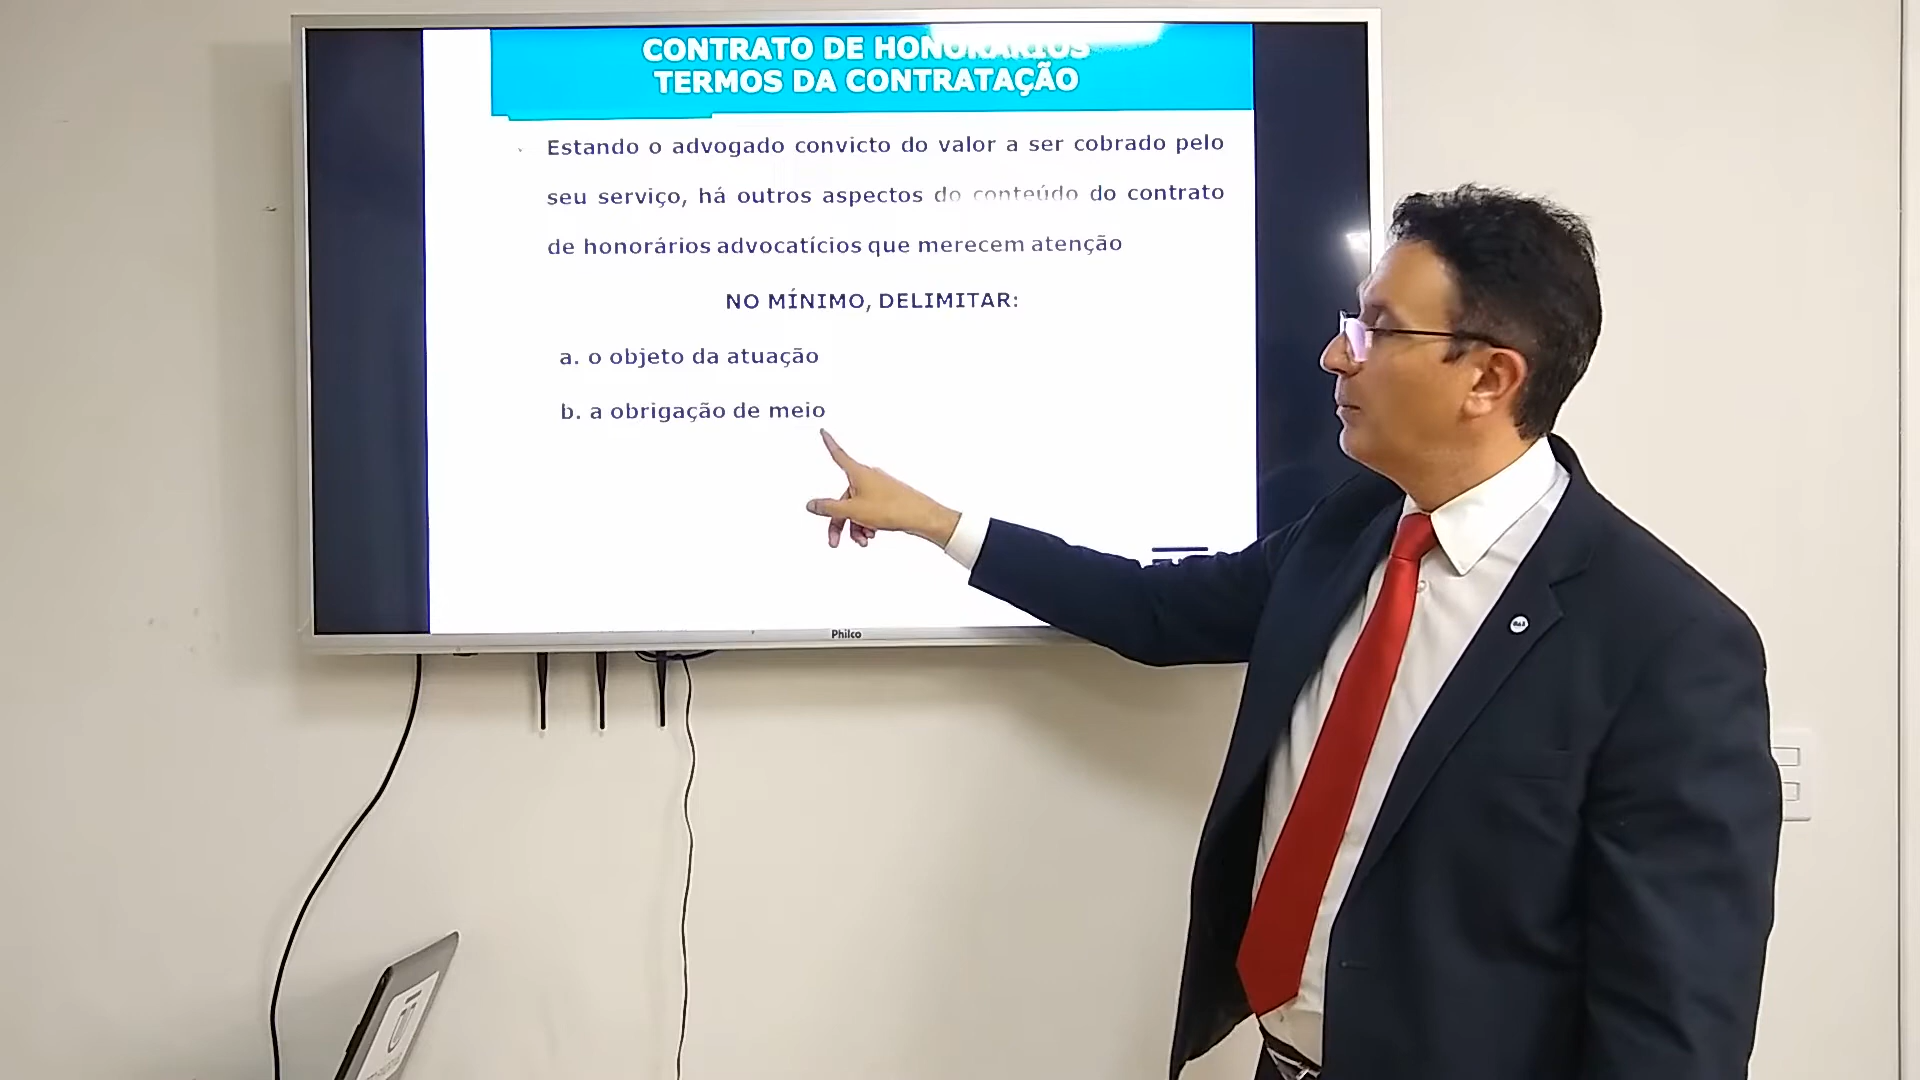 CONTRATO DE HONORÁRIOS
TERMOS DA CONTRATAÇÃO
Estando o advogado convicto do valor a ser cobrado pelo
seu serviço, há outros aspectos do conteúdo do contrato
de honorários advocatícios que merecem atenção
NO MÍNIMO, DELIMITAR:
a. o objeto da atuação
b. a obrigação de meio
Philco